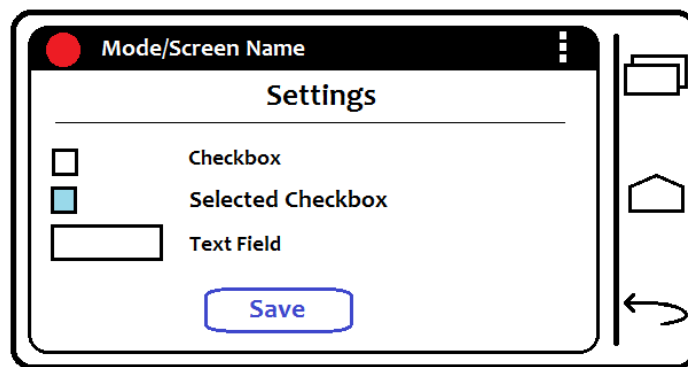 Mode/Screen Name
Settings
Checkbox
Selected Checkbox
Text Field
Save